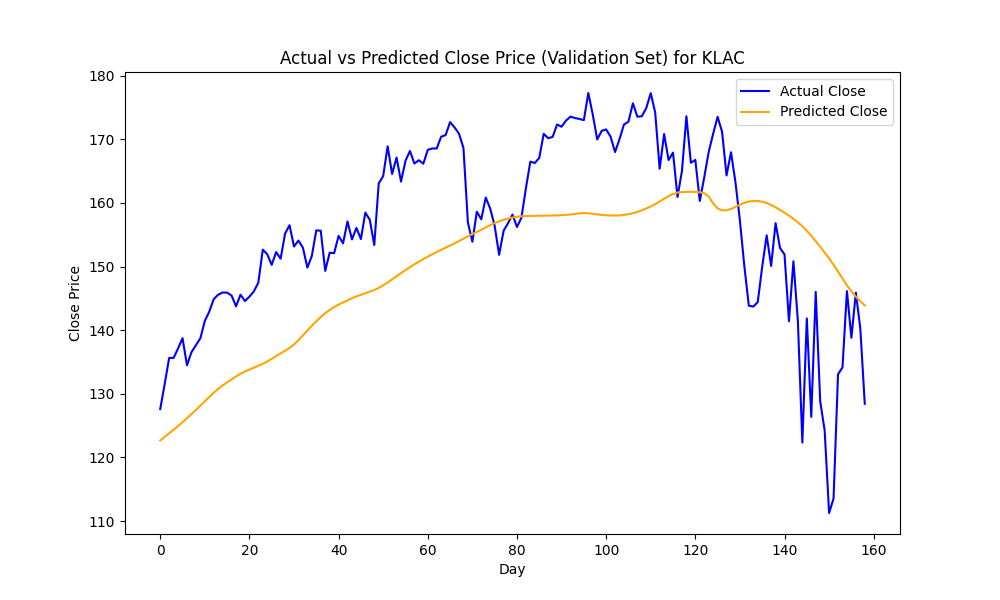 Actual vs Predicted Close Price (Validation Set) for KLAC
180
170
160
150
140
130
120
110
Close Price
Actual Close
Predicted Close
0 20 40 60 80 100 120 140 160
Day